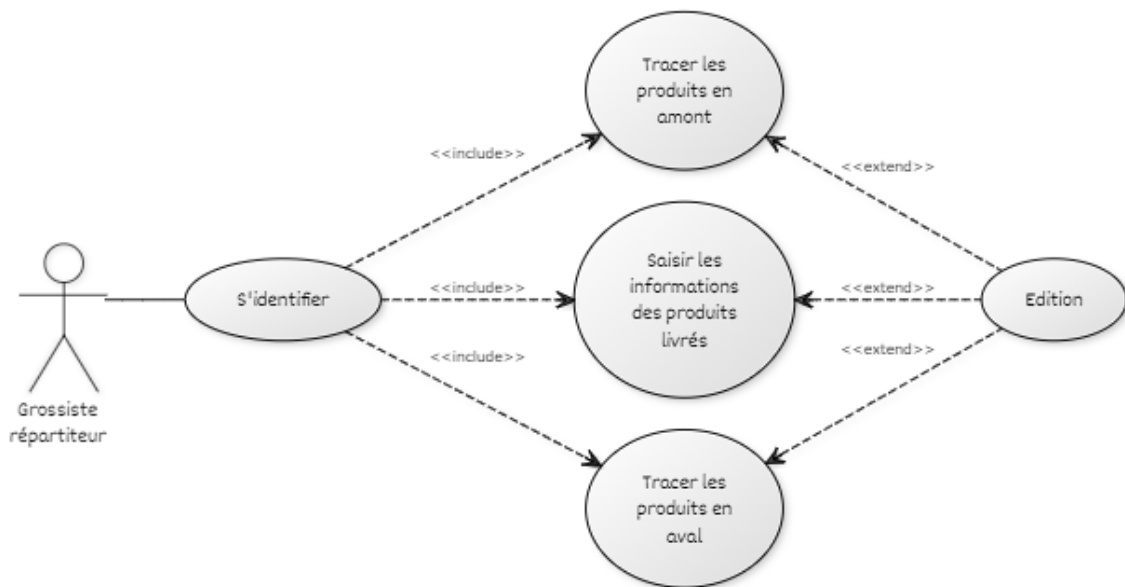 Tracer les
produits en
amont
<<include>>
<<extend>>
S'identifier
<<include>>
Saisir les
informations
des produits
livrés
<<extend>>
Edition
<<include>>
<<extend>>
Grossiste
répartiteur
Tracer les
produits en
aval